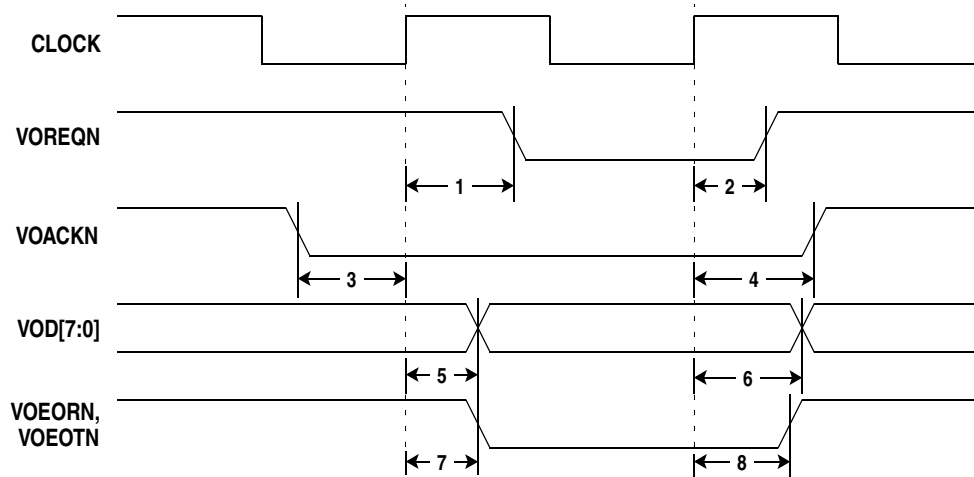 CLOCK
VOREQN
1
2
VOACKN
3
4
VOD[7:0]
5
6
VOEORN,
VOEOTN
7
8